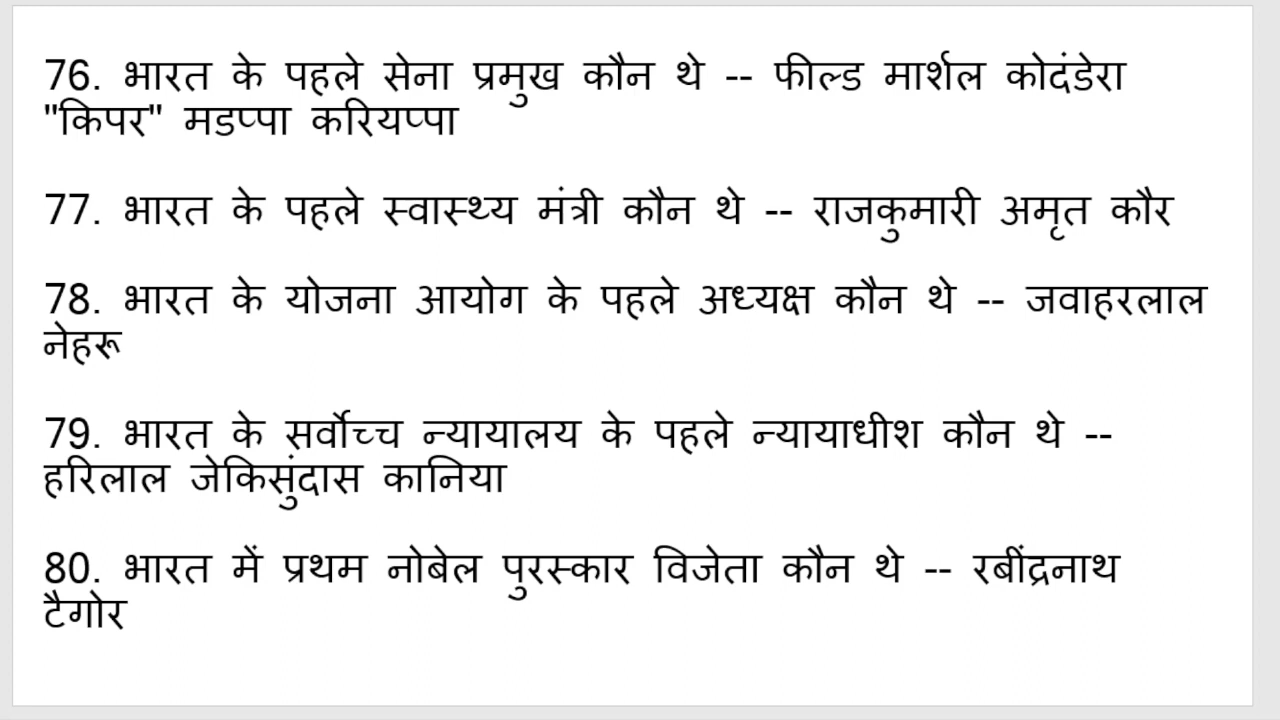 76. भारत के पहले सेना प्रमुख कौन थे -- फील्ड मार्शल कोदंडेरा
"किपर" मडप्पा करियप्पा
77. भारत के पहले स्वास्थ्य मंत्री कौन थे -- राजकुमारी अमृत कौर
78. भारत के योजना आयोग के पहले अध्यक्ष कौन थे -- जवाहरलाल
नेहरू
79. भारत के सर्वोच्च न्यायालय के पहले न्यायाधीश कौन थे --
हरिलाल जेकिसुंदास कानिया
80. भारत में प्रथम नोबेल पुरस्कार विजेता कौन थे -- रबींद्रनाथ
टैगोर